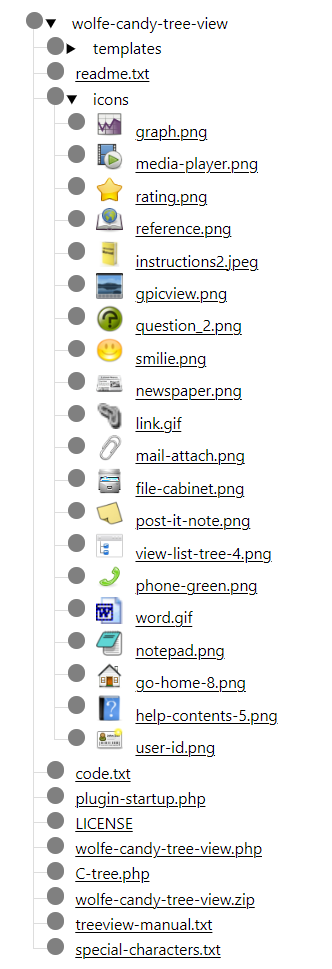 wolfe-candy-tree-view
templates
readme.txt
icons
graph.png
media-player.png
rating.png
reference.png
instructions2.jpeg
gpicview.png
question_2.png
smilie.png
newspaper.png
link.gif
mail-attach.png
file-cabinet.png
post-it-note.png
view-list-tree-4.png
phone-green.png
word.gif
notepad.png
go-home-8.png
help-contents-5.png
user-id.png
code.txt
plugin-startup.php
LICENSE
wolfe-candy-tree-view.php
C-tree.php
wolfe-candy-tree-view.zip
treeview-manual.txt
special-characters.txt